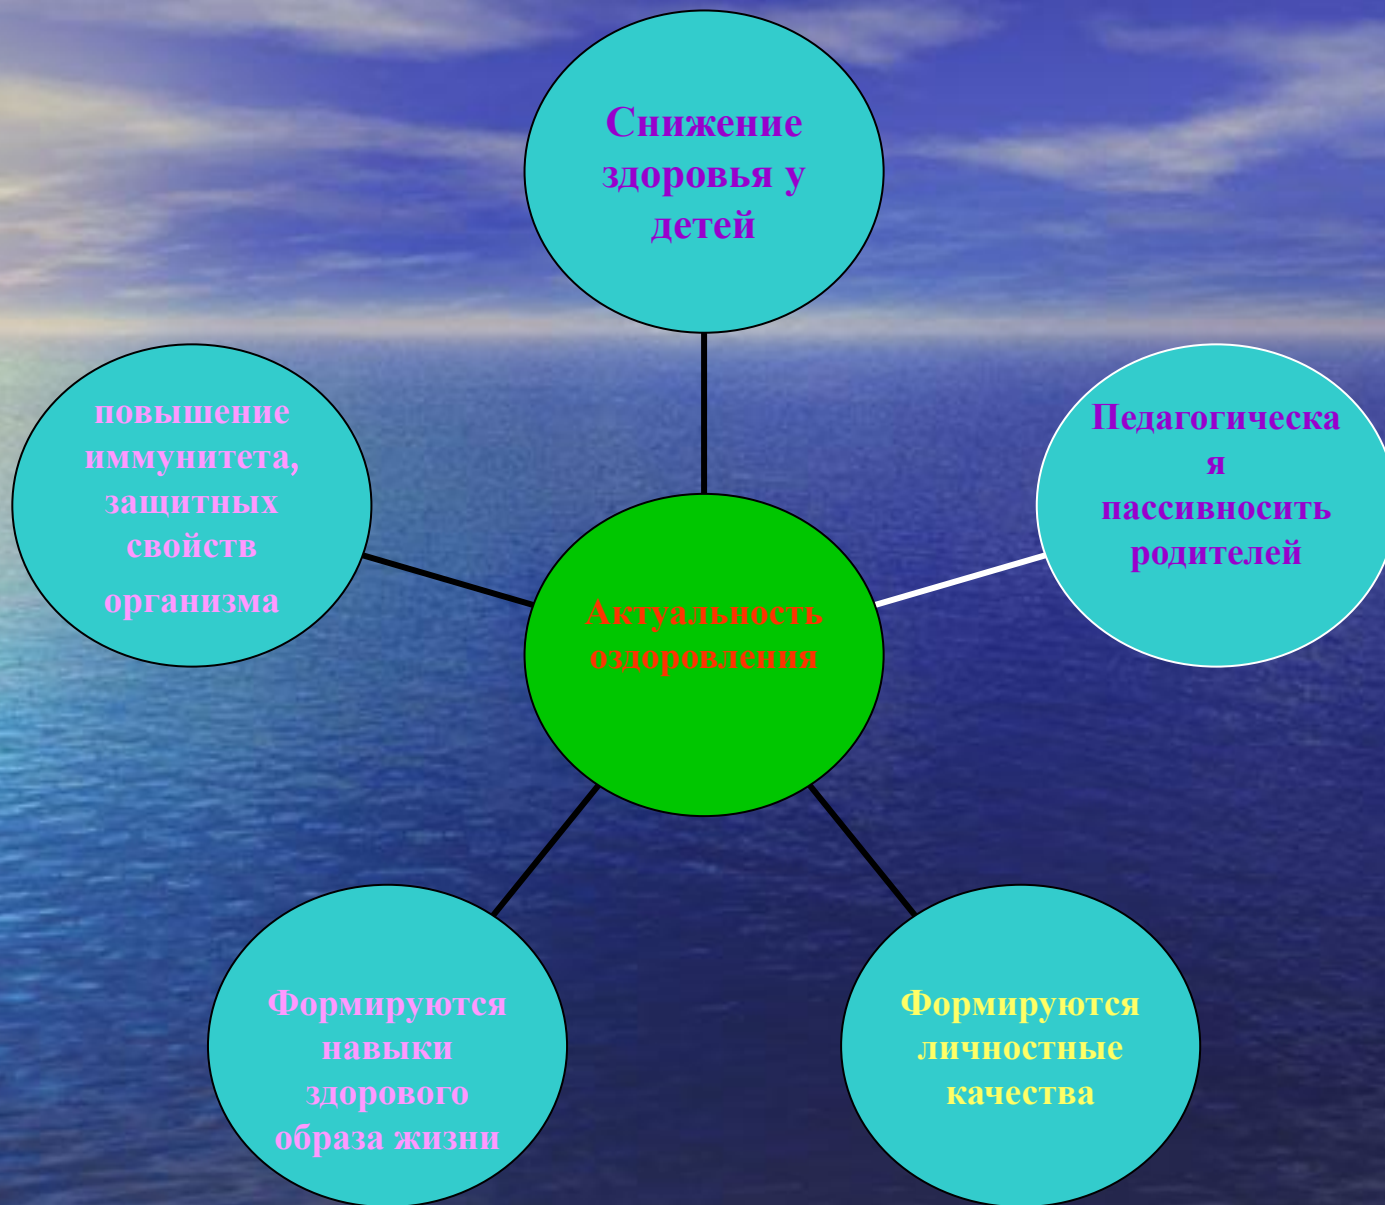 Снижение
здоровья у
детей
повышение
иммунитета,
защитных
свойств
организма
Педагогическа
я
пассивносить
родителей
Актуальность
оздоровления
Формируются
навыки
здорового
образа жизни
Формируются
личностные
качества